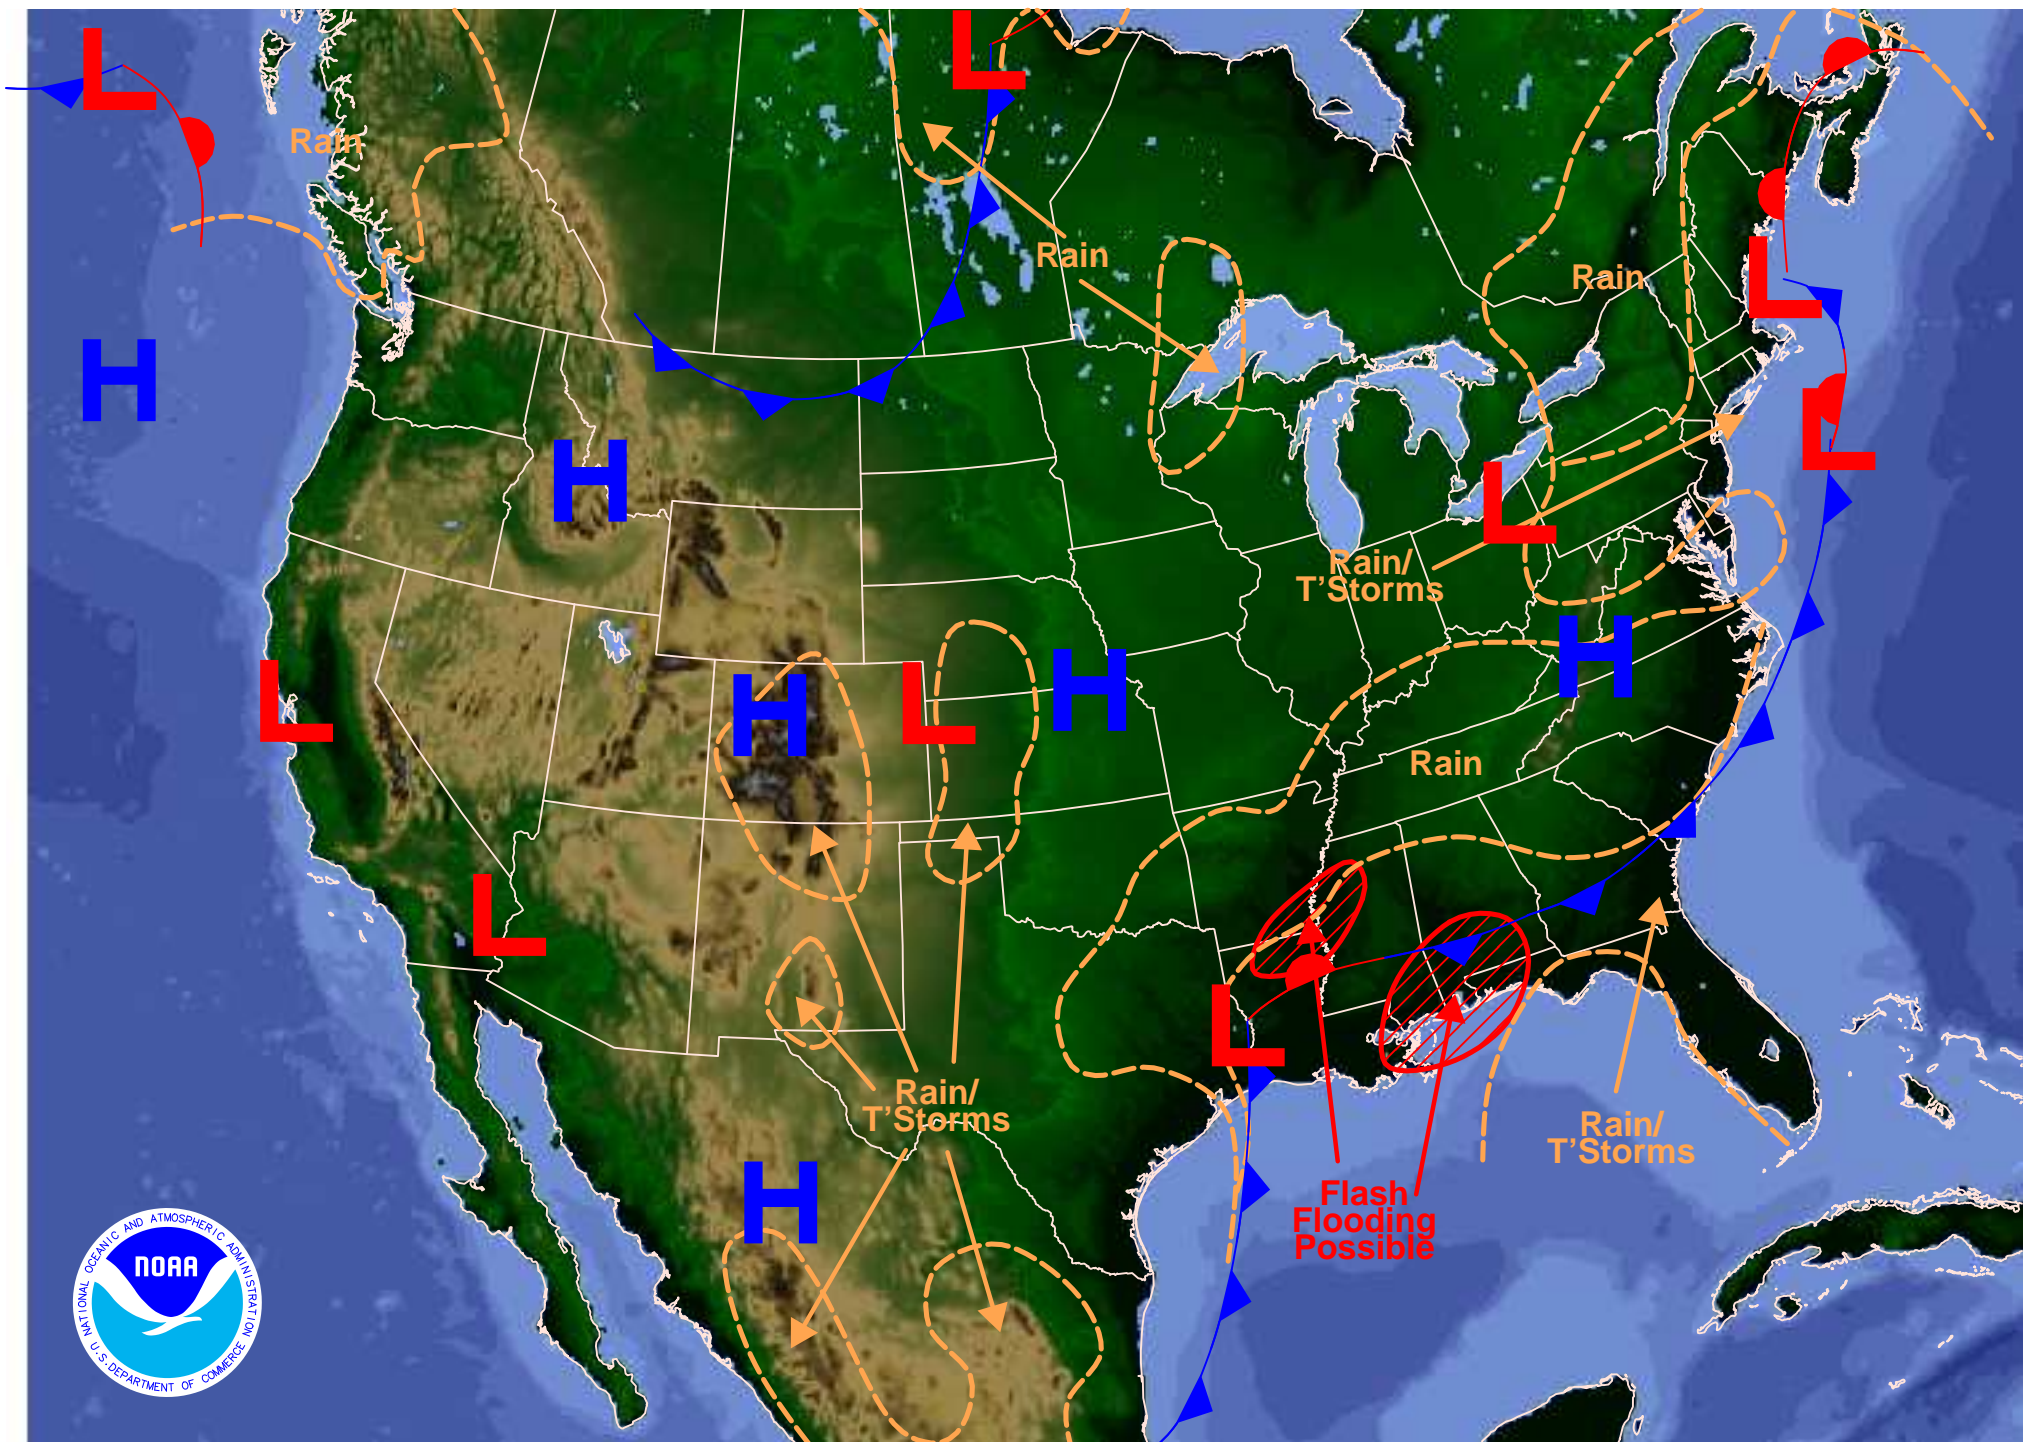 L
L
Rain
L
Rain
Rain
H
H
L
L
Rain/
T'Storms
H
L
H
L
H
H
Rain
L
L
Rain/
T'Storms
Rain/
T'Storms
H
Flash
Flooding
Possible
NATIONAL OCEANIC AND ATMOSPHERIC ADMINISTRATION
NOAA
U.S. DEPARTMENT OF COMMERCE